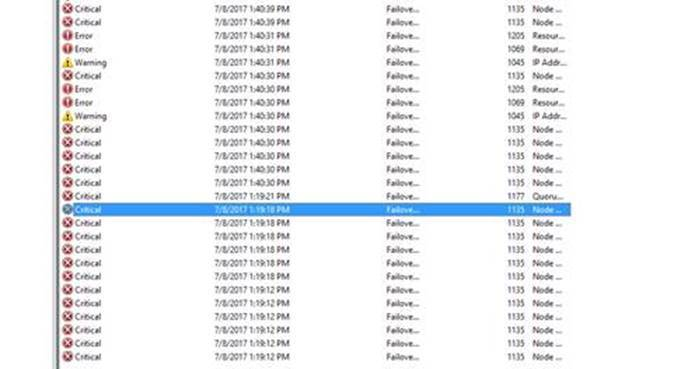 Critical 7/8/2017 1:40:39 PM Failove... 1135 Node ...
Critical 7/8/2017 1:40:39 PM Failove... 1135 Node ...
Error 7/8/2017 1:40:31 PM Failove... 1205 Resour...
Error 7/8/2017 1:40:31 PM Failove... 1069 Resour...
Warning 7/8/2017 1:40:31 PM Failove... 1045 IP Addr...
Critical 7/8/2017 1:40:30 PM Failove... 1135 Node ...
Error 7/8/2017 1:40:30 PM Failove... 1205 Resour...
Error 7/8/2017 1:40:30 PM Failove... 1069 Resour...
Warning 7/8/2017 1:40:30 PM Failove... 1045 IP Addr...
Critical 7/8/2017 1:40:30 PM Failove... 1135 Node ...
Critical 7/8/2017 1:40:30 PM Failove... 1135 Node ...
Critical 7/8/2017 1:40:30 PM Failove... 1135 Node ...
Critical 7/8/2017 1:40:30 PM Failove... 1135 Node ...
Critical 7/8/2017 1:40:30 PM Failove... 1135 Node ...
Critical 7/8/2017 1:19:21 PM Failove... 1177 Quoru...
Critical 7/8/2017 1:19:18 PM Failove... 1135 Node ...
Critical 7/8/2017 1:19:18 PM Failove... 1135 Node ...
Critical 7/8/2017 1:19:18 PM Failove... 1135 Node ...
Critical 7/8/2017 1:19:18 PM Failove... 1135 Node ...
Critical 7/8/2017 1:19:18 PM Failove... 1135 Node ...
Critical 7/8/2017 1:19:18 PM Failove... 1135 Node ...
Critical 7/8/2017 1:19:12 PM Failove... 1135 Node ...
Critical 7/8/2017 1:19:12 PM Failove... 1135 Node ...
Critical 7/8/2017 1:19:12 PM Failove... 1135 Node ...
Critical 7/8/2017 1:19:12 PM Failove... 1135 Node ...
Critical 7/8/2017 1:19:12 PM Failove... 1135 Node ...
Critical 7/8/2017 1:19:12 PM Failove... 1135 Node ...